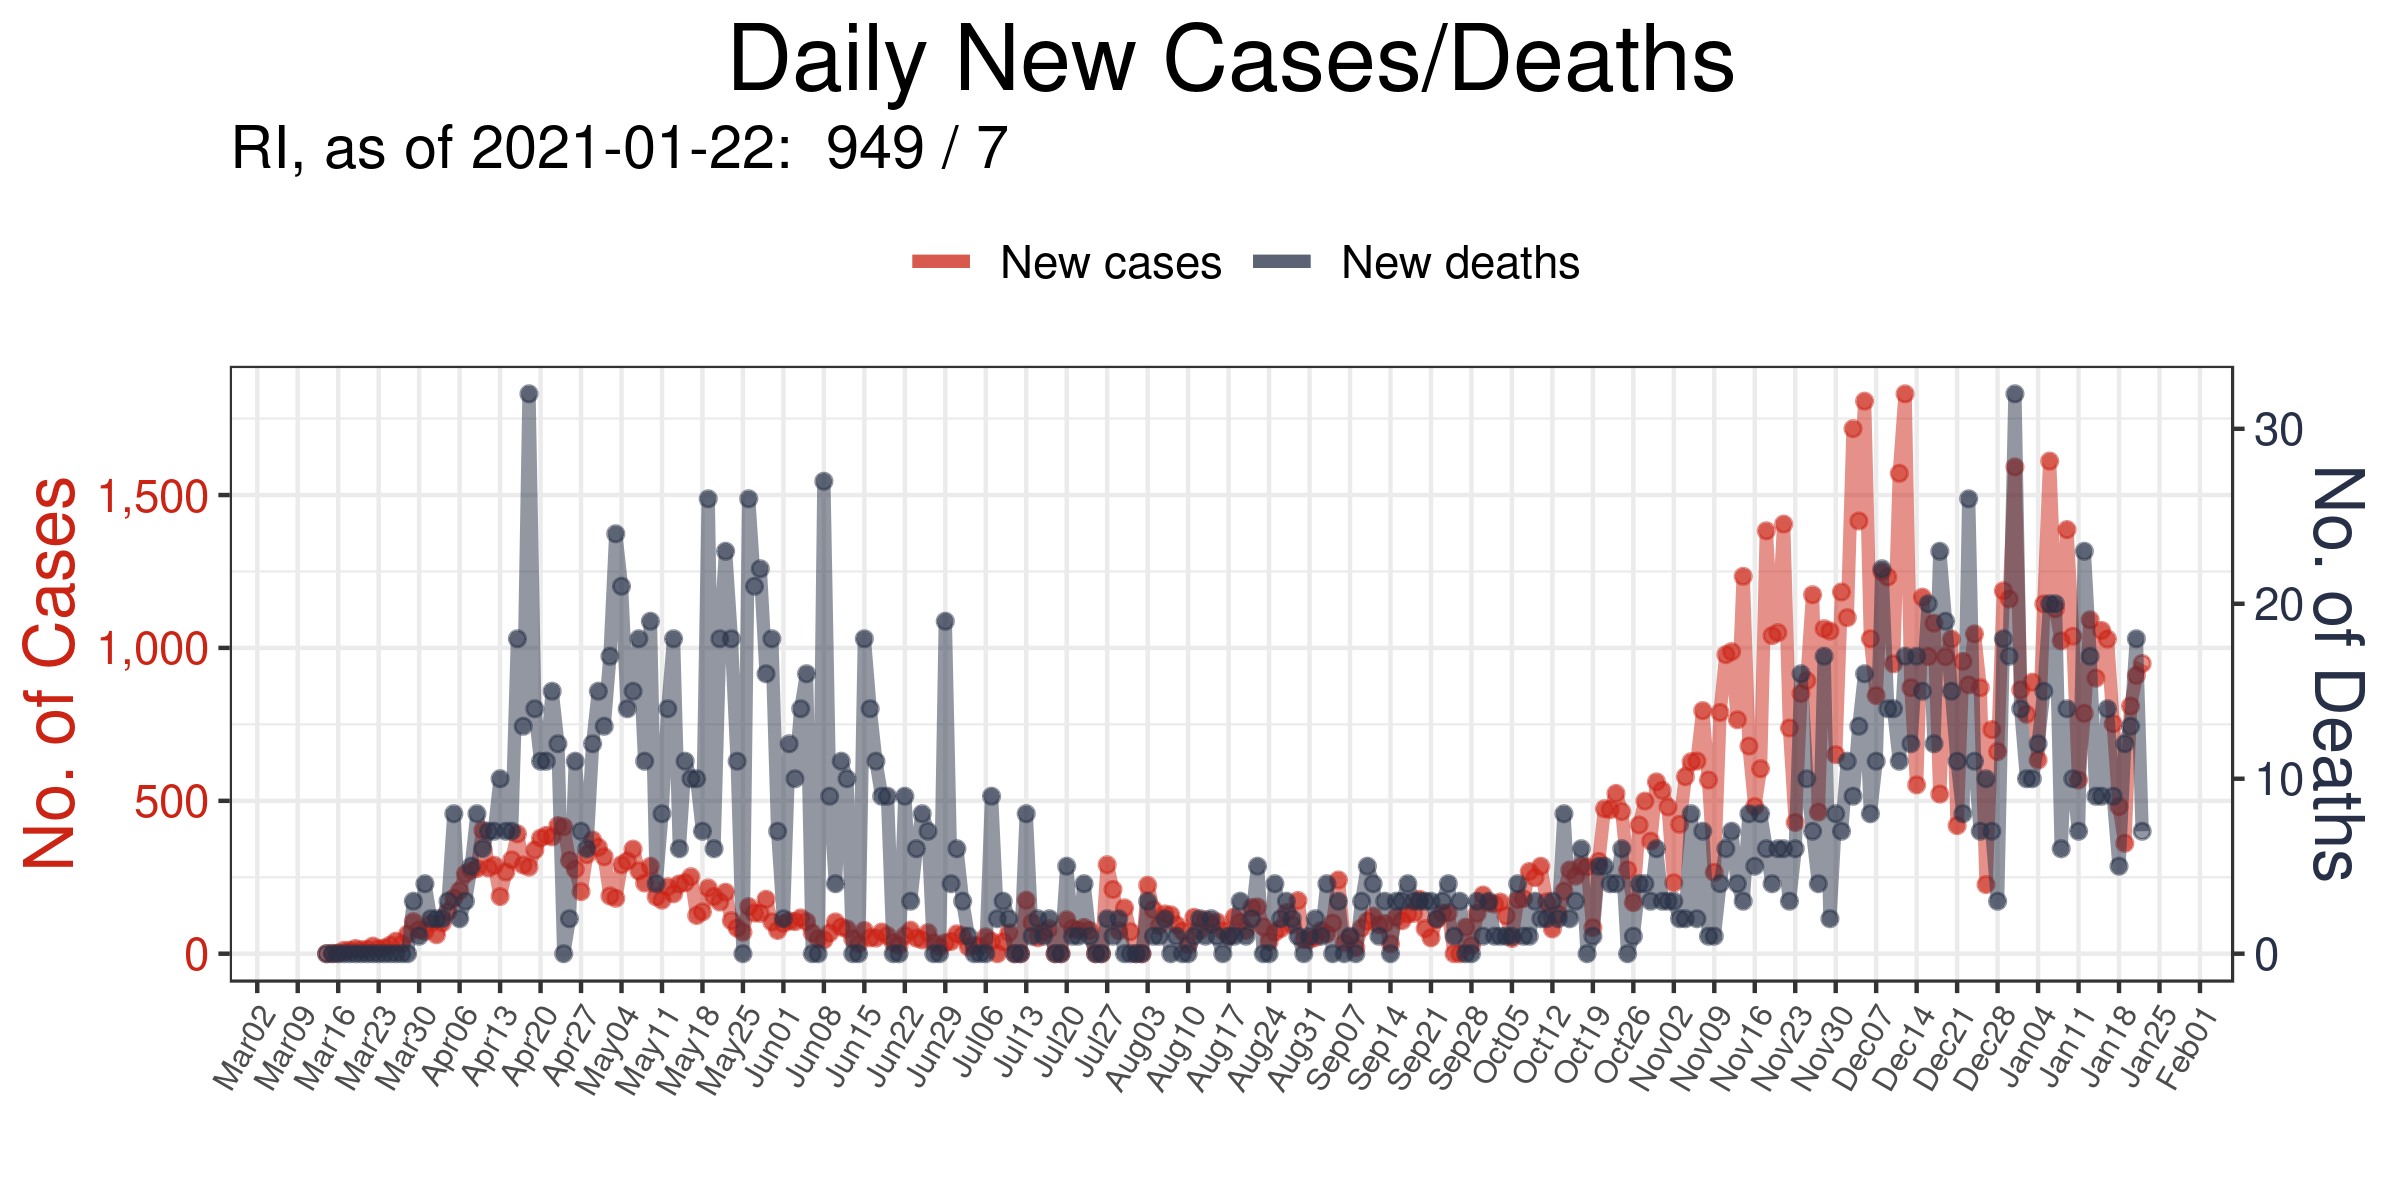 Daily New Cases/Deaths
RI, as of 2021-01-22:  949 / 7
New cases
New deaths
No. of Cases
1,500
1,000
500
0
30
20
10
0
No. of Deaths
Mar02
Mar09
Mar16
Mar23
Mar30
Apr06
Apr13
Apr20
Apr27
May04
May11
May18
May25
Jun01
Jun08
Jun15
Jun22
Jun29
Jul06
Jul13
Jul20
Jul27
Aug03
Aug10
Aug17
Aug24
Aug31
Sep07
Sep14
Sep21
Sep28
Oct05
Oct12
Oct19
Oct26
Nov02
Nov09
Nov16
Nov23
Nov30
Dec07
Dec14
Dec21
Dec28
Jan04
Jan11
Jan18
Jan25
Feb01